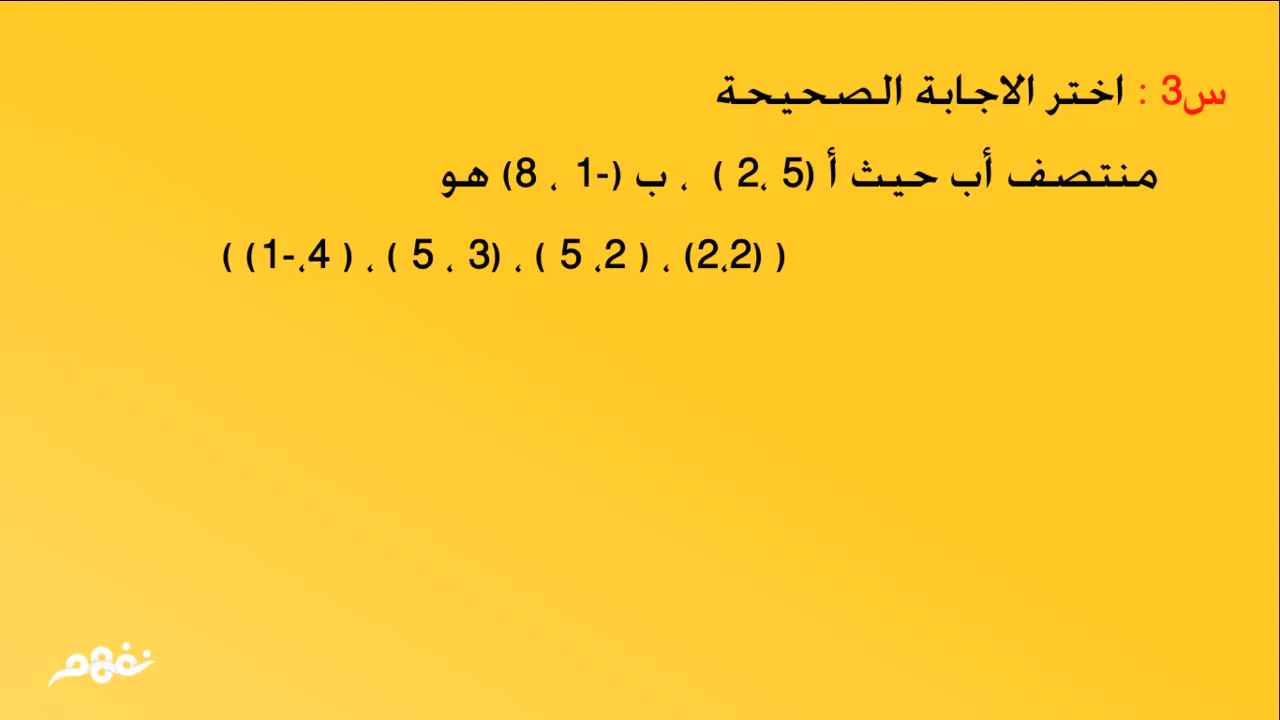 س3 : اختر الاجابة الصحيحة
منتصف أب حيث أ (5 ،2 ) ، ب (-1 ، 8) هو
( (2،2) ، ( 2، 5 ) ، (3 ، 5 ) ، ( 4،-1) )
نفهم